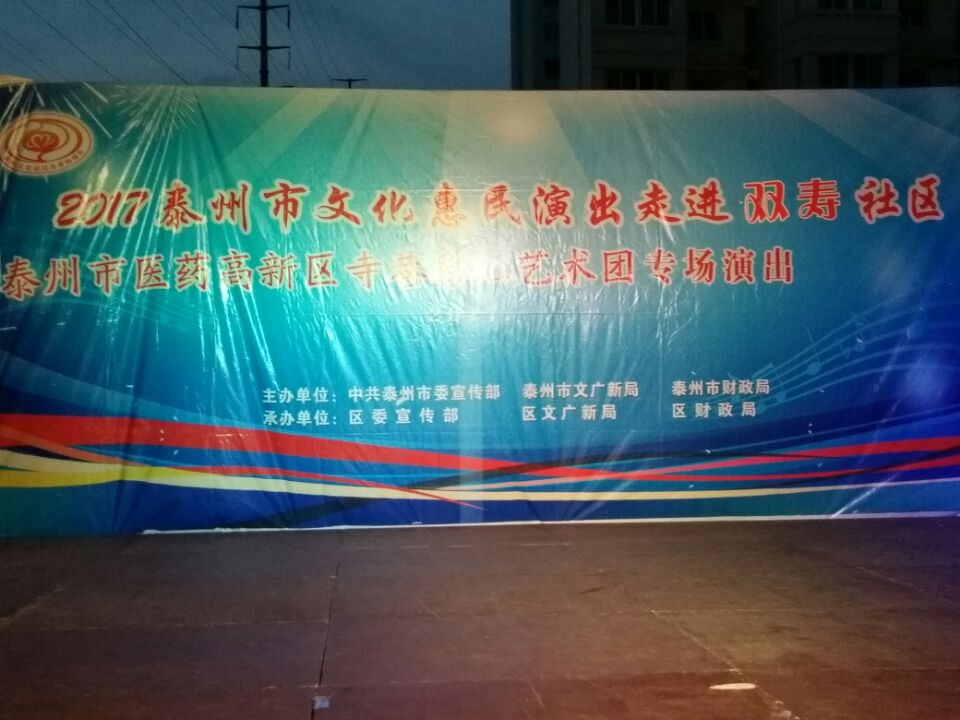 2017泰州市文化惠民演出走进双寿社区
泰州市医药高新区寺巷艺术团专场演出
主办单位：中共泰州市委宣传部 泰州市文广新局 泰州市财政局
承办单位：区委宣传部 区文广新局 区财政局